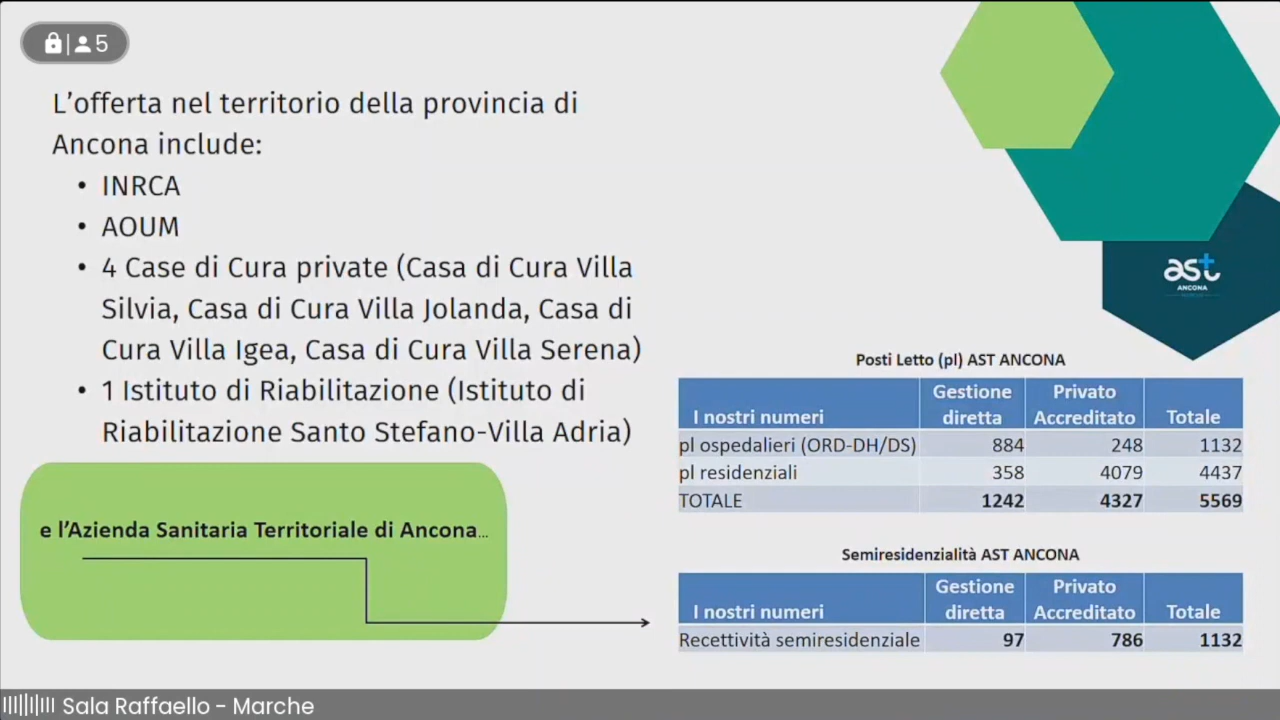 5
L'offerta nel territorio della provincia di
Ancona include:
• INRCA
• AOUM
• 4 Case di Cura private (Casa di Cura Villa
Silvia, Casa di Cura Villa Jolanda, Casa di
Cura Villa Igea, Casa di Cura Villa Serena)
• 1 Istituto di Riabilitazione (Istituto di
Riabilitazione Santo Stefano-Villa Adria)
e l'Azienda Sanitaria Territoriale di Ancona...
ast
ANCONA
Posti Letto (pl) AST ANCONA
I nostri numeri Gestione diretta Privato Accreditato Totale
pl ospedalieri (ORD-DH/DS) 884 248 1132
pl residenziali 358 4079 4437
TOTALE 1242 4327 5569
Semiresidenzialità AST ANCONA
I nostri numeri Gestione diretta Privato Accreditato Totale
Recettività semiresidenziale 97 786 1132
Sala Raffaello - Marche